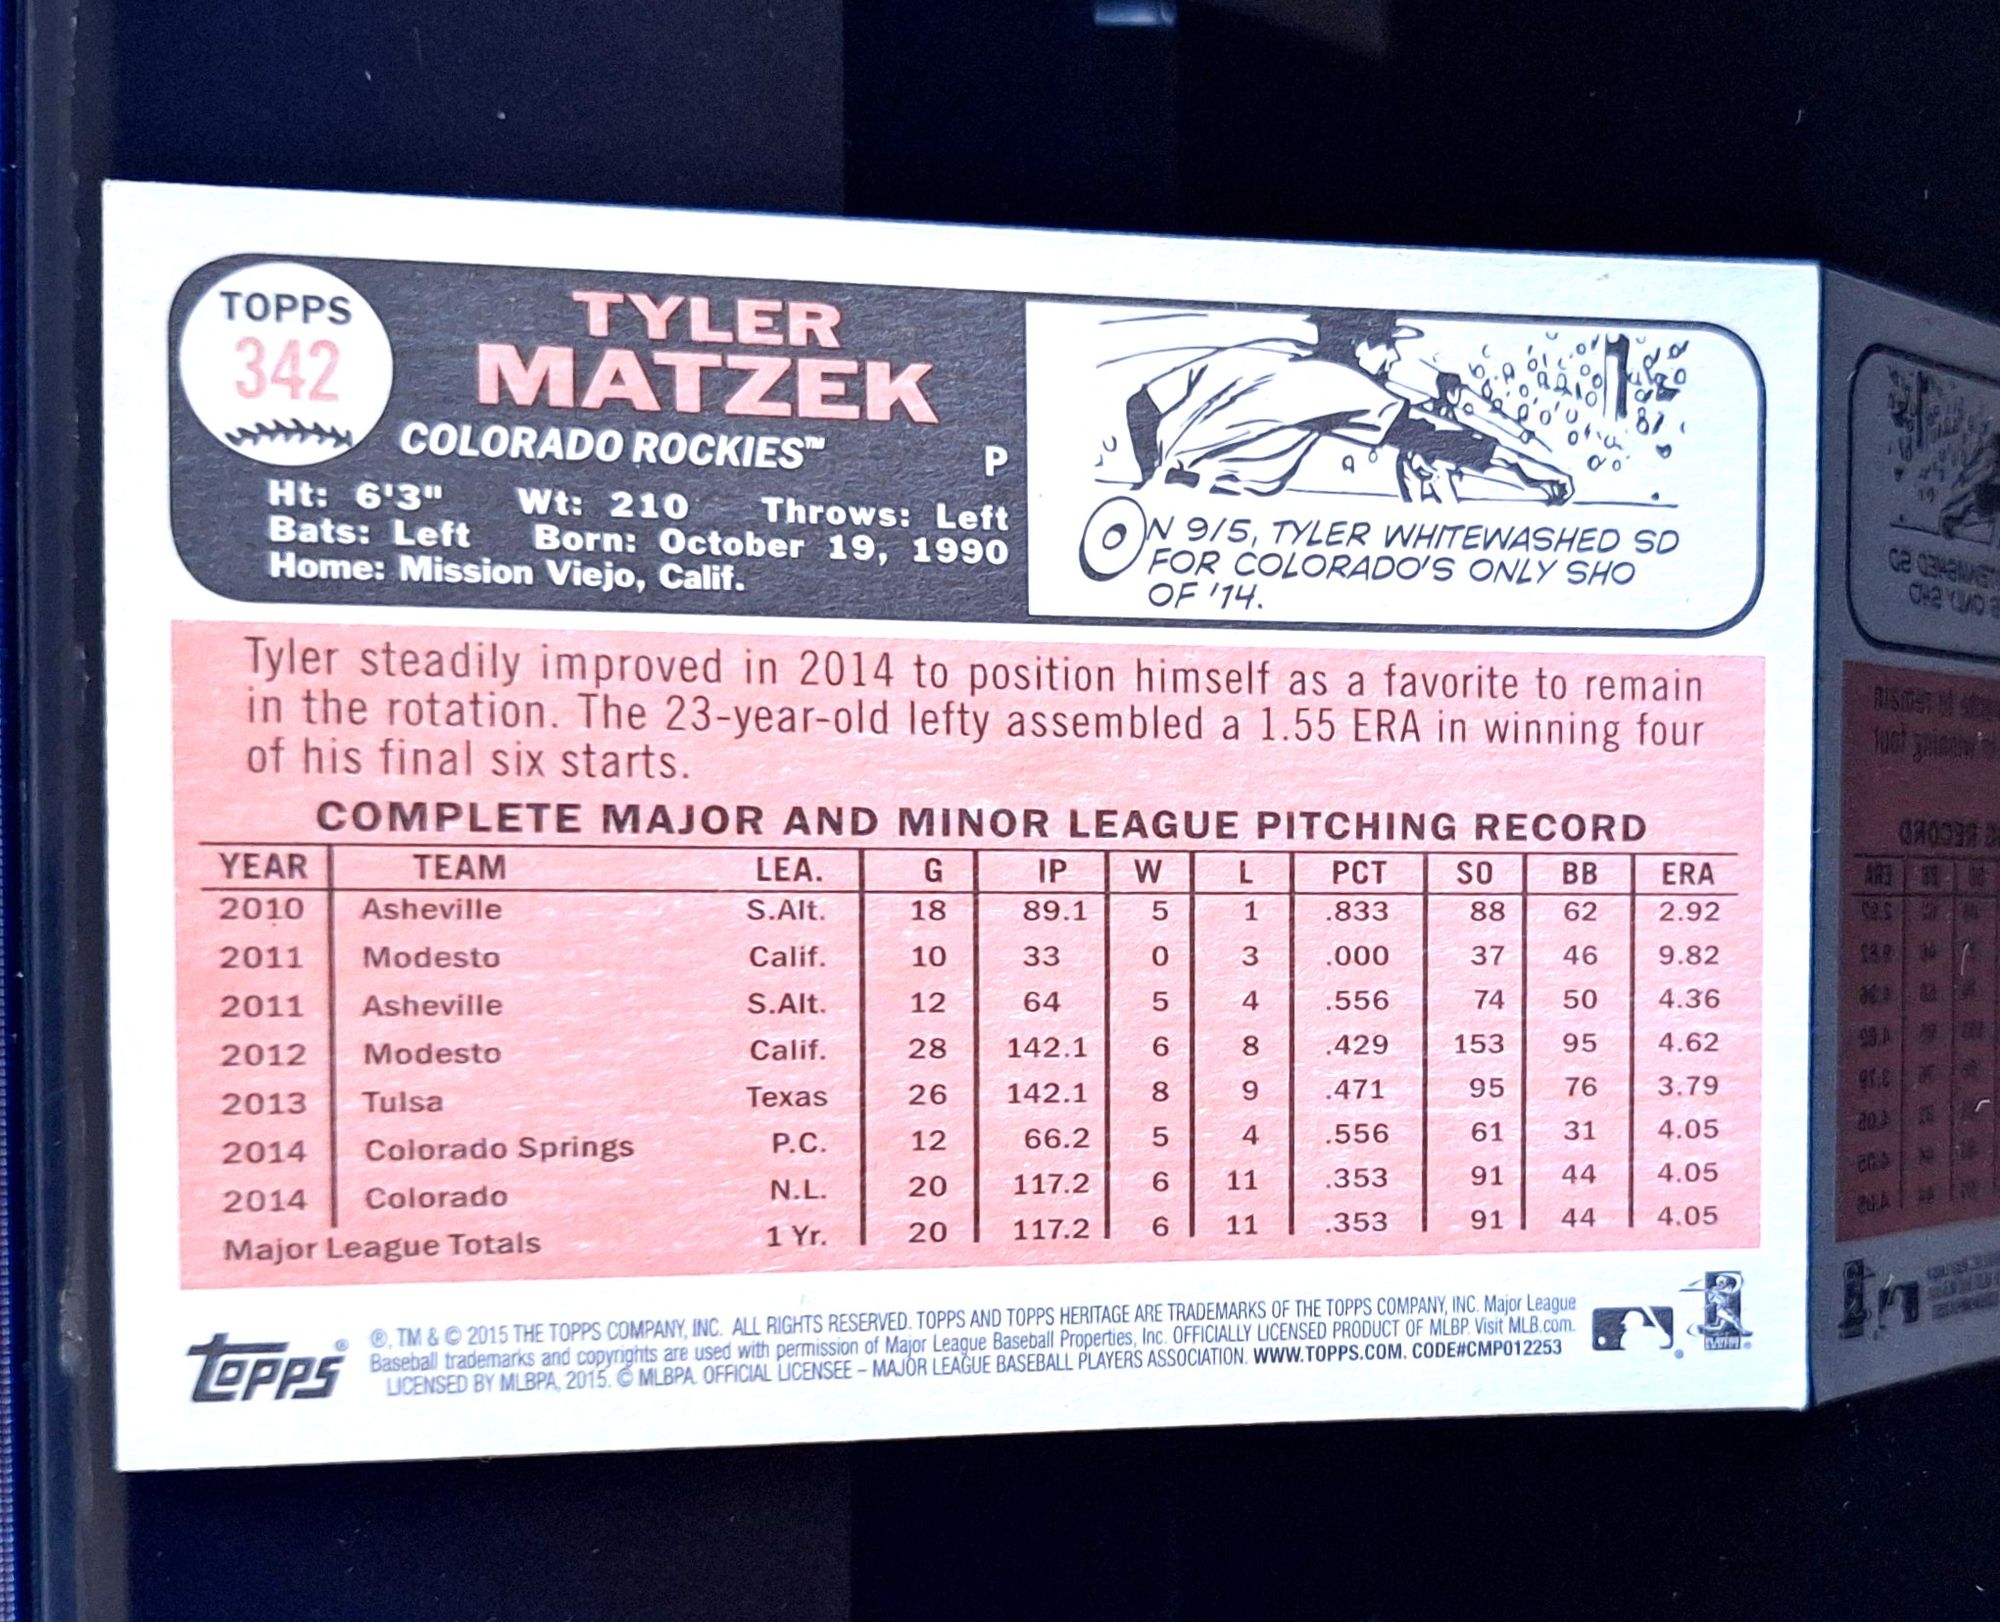 TOPPS
342
TYLER
MATZEK
COLORADO ROCKIES™ P
Ht: 6'3" Wt: 210 Throws: Left
Bats: Left Born: October 19, 1990
Home: Mission Viejo, Calif.
ON 9/5, TYLER WHITEWASHED SD
FOR COLORADO'S ONLY SHO
OF '14.
Tyler steadily improved in 2014 to position himself as a favorite to remain
in the rotation. The 23-year-old lefty assembled a 1.55 ERA in winning four
of his final six starts.
COMPLETE MAJOR AND MINOR LEAGUE PITCHING RECORD
YEAR TEAM LEA. G IP W L PCT SO BB ERA
2010 Asheville S.Alt. 18 89.1 5 1 .833 88 62 2.92
2011 Modesto Calif. 10 33 0 3 .000 37 46 9.82
2011 Asheville S.Alt. 12 64 5 4 .556 74 50 4.36
2012 Modesto Calif. 28 142.1 6 8 .429 153 95 4.62
2013 Tulsa Texas 26 142.1 8 9 .471 95 76 3.79
2014 Colorado Springs P.C. 12 66.2 5 4 .556 61 31 4.05
2014 Colorado N.L. 20 117.2 6 11 .353 91 44 4.05
Major League Totals 1 Yr. 20 117.2 6 11 .353 91 44 4.05
topps®
®, TM & © 2015 THE TOPPS COMPANY, INC. ALL RIGHTS RESERVED. TOPPS AND TOPPS HERITAGE ARE TRADEMARKS OF THE TOPPS COMPANY, INC. Major League
Baseball trademarks and copyrights are used with permission of Major League Baseball Properties, Inc. OFFICIALLY LICENSED PRODUCT OF MLBP. Visit MLB.com.
LICENSED BY MLBPA, 2015. © MLBPA. OFFICIAL LICENSEE – MAJOR LEAGUE BASEBALL PLAYERS ASSOCIATION. WWW.TOPPS.COM. CODE#CMP012253